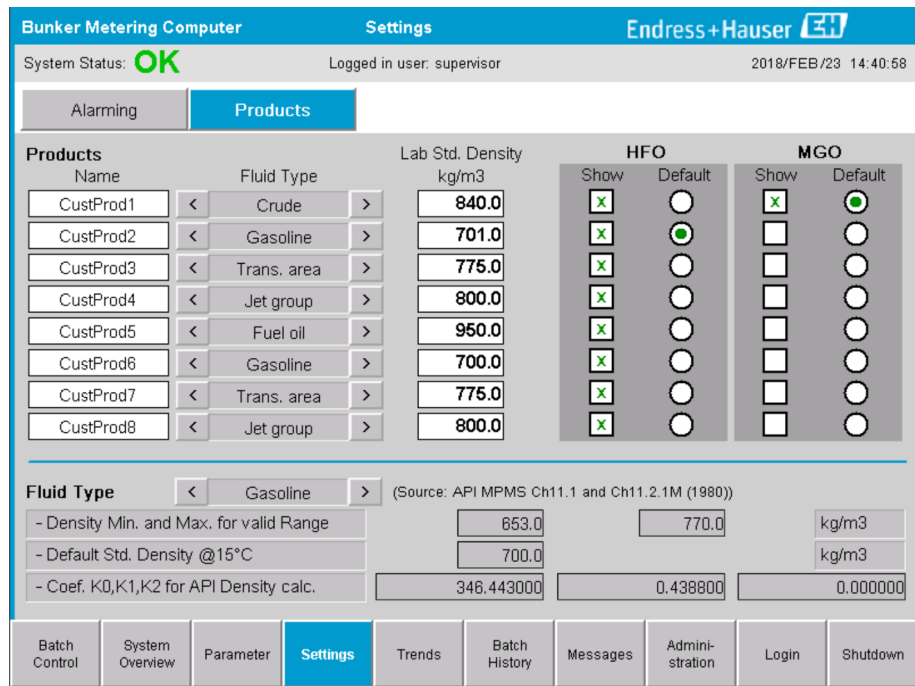 Bunker Metering Computer Settings Endress+Hauser EH
System Status: OK Logged in user: supervisor 2018/FEB/23 14:40:58
Alarming Products
Products Lab Std. Density HFO MGO
Name Fluid Type kg/m3 Show Default Show Default
CustProd1 < Crude > 840.0 x x
CustProd2 < Gasoline > 701.0 x
CustProd3 < Trans. area > 775.0 x
CustProd4 < Jet group > 800.0 x
CustProd5 < Fuel oil > 950.0 x
CustProd6 < Gasoline > 700.0 x
CustProd7 < Trans. area > 775.0 x
CustProd8 < Jet group > 800.0 x
Fluid Type < Gasoline > (Source: API MPMS Ch11.1 and Ch11.2.1M (1980))
- Density Min. and Max. for valid Range 653.0 770.0 kg/m3
- Default Std. Density @15°C 700.0 kg/m3
- Coef. K0,K1,K2 for API Density calc. 346.443000 0.438800 0.000000
Batch Control System Overview Parameter Settings Trends Batch History Messages Admini- stration Login Shutdown